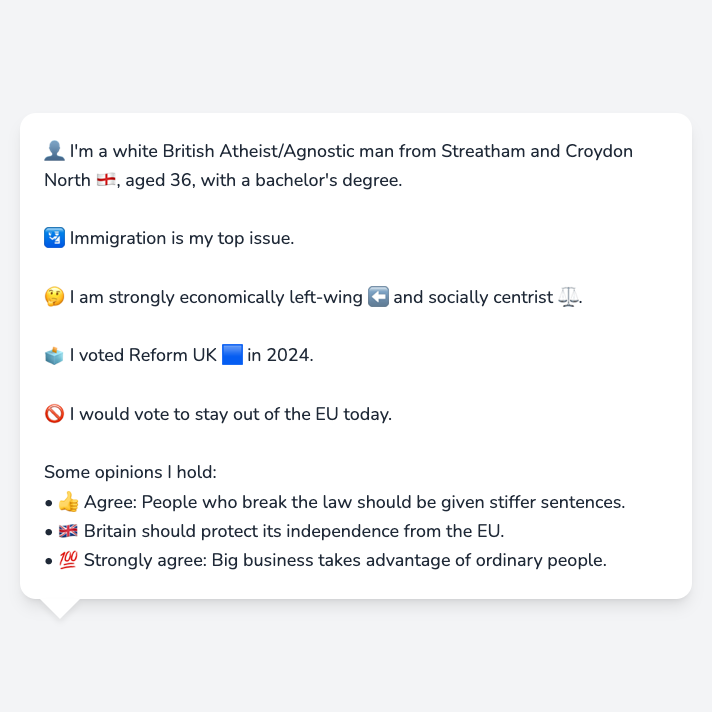 👤 I'm a white British Atheist/Agnostic man from Streatham and Croydon
North 🏴󠁧󠁢󠁥󠁮󠁧󠁿, aged 36, with a bachelor's degree.
🛂 Immigration is my top issue.
🤔 I am strongly economically left-wing ⬅️ and socially centrist ⚖️.
🗳️ I voted Reform UK 🟦 in 2024.
🚫 I would vote to stay out of the EU today.
Some opinions I hold:
• 👍 Agree: People who break the law should be given stiffer sentences.
• 🇬🇧 Britain should protect its independence from the EU.
• 💯 Strongly agree: Big business takes advantage of ordinary people.